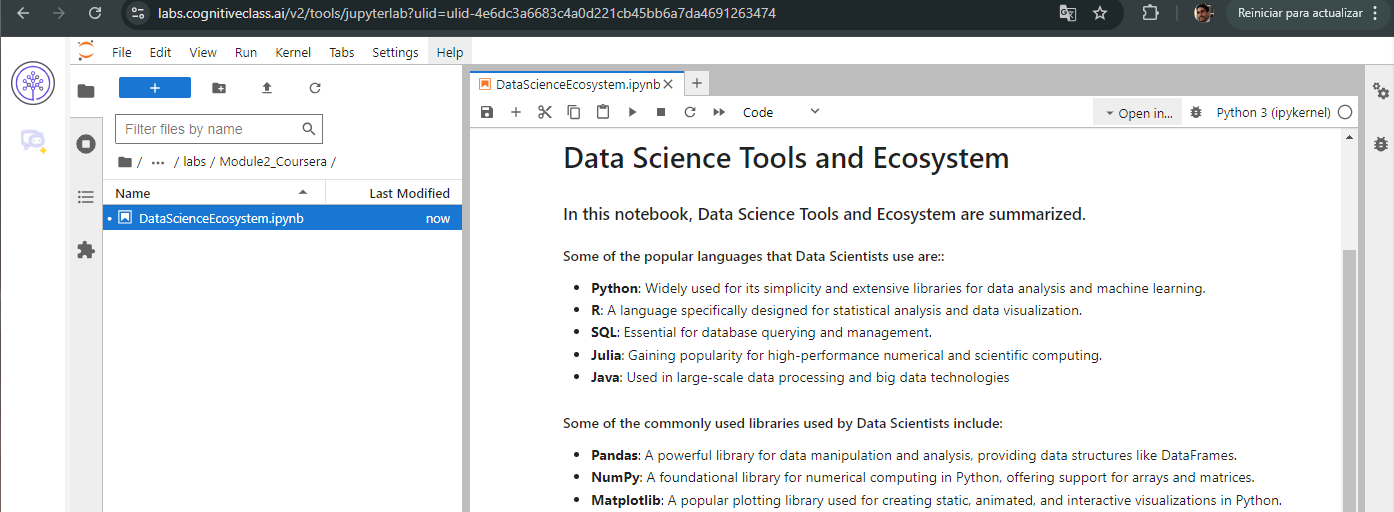 labs.cognitiveclass.ai/v2/tools/jupyterlab?ulid=ulid-4e6dc3a6683c4a0d221cb45bb6a7da4691263474
Reiniciar para actualizar
File Edit View Run Kernel Tabs Settings Help
DataScienceEcosystem.ipynb
Code
Open in...
Python 3 (ipykernel)
Filter files by name
/ ... / labs / Module2_Coursera /
Name Last Modified
DataScienceEcosystem.ipynb now
Data Science Tools and Ecosystem
In this notebook, Data Science Tools and Ecosystem are summarized.
Some of the popular languages that Data Scientists use are::
• Python: Widely used for its simplicity and extensive libraries for data analysis and machine learning.
• R: A language specifically designed for statistical analysis and data visualization.
• SQL: Essential for database querying and management.
• Julia: Gaining popularity for high-performance numerical and scientific computing.
• Java: Used in large-scale data processing and big data technologies
Some of the commonly used libraries used by Data Scientists include:
• Pandas: A powerful library for data manipulation and analysis, providing data structures like DataFrames.
• NumPy: A foundational library for numerical computing in Python, offering support for arrays and matrices.
• Matplotlib: A popular plotting library used for creating static, animated, and interactive visualizations in Python.